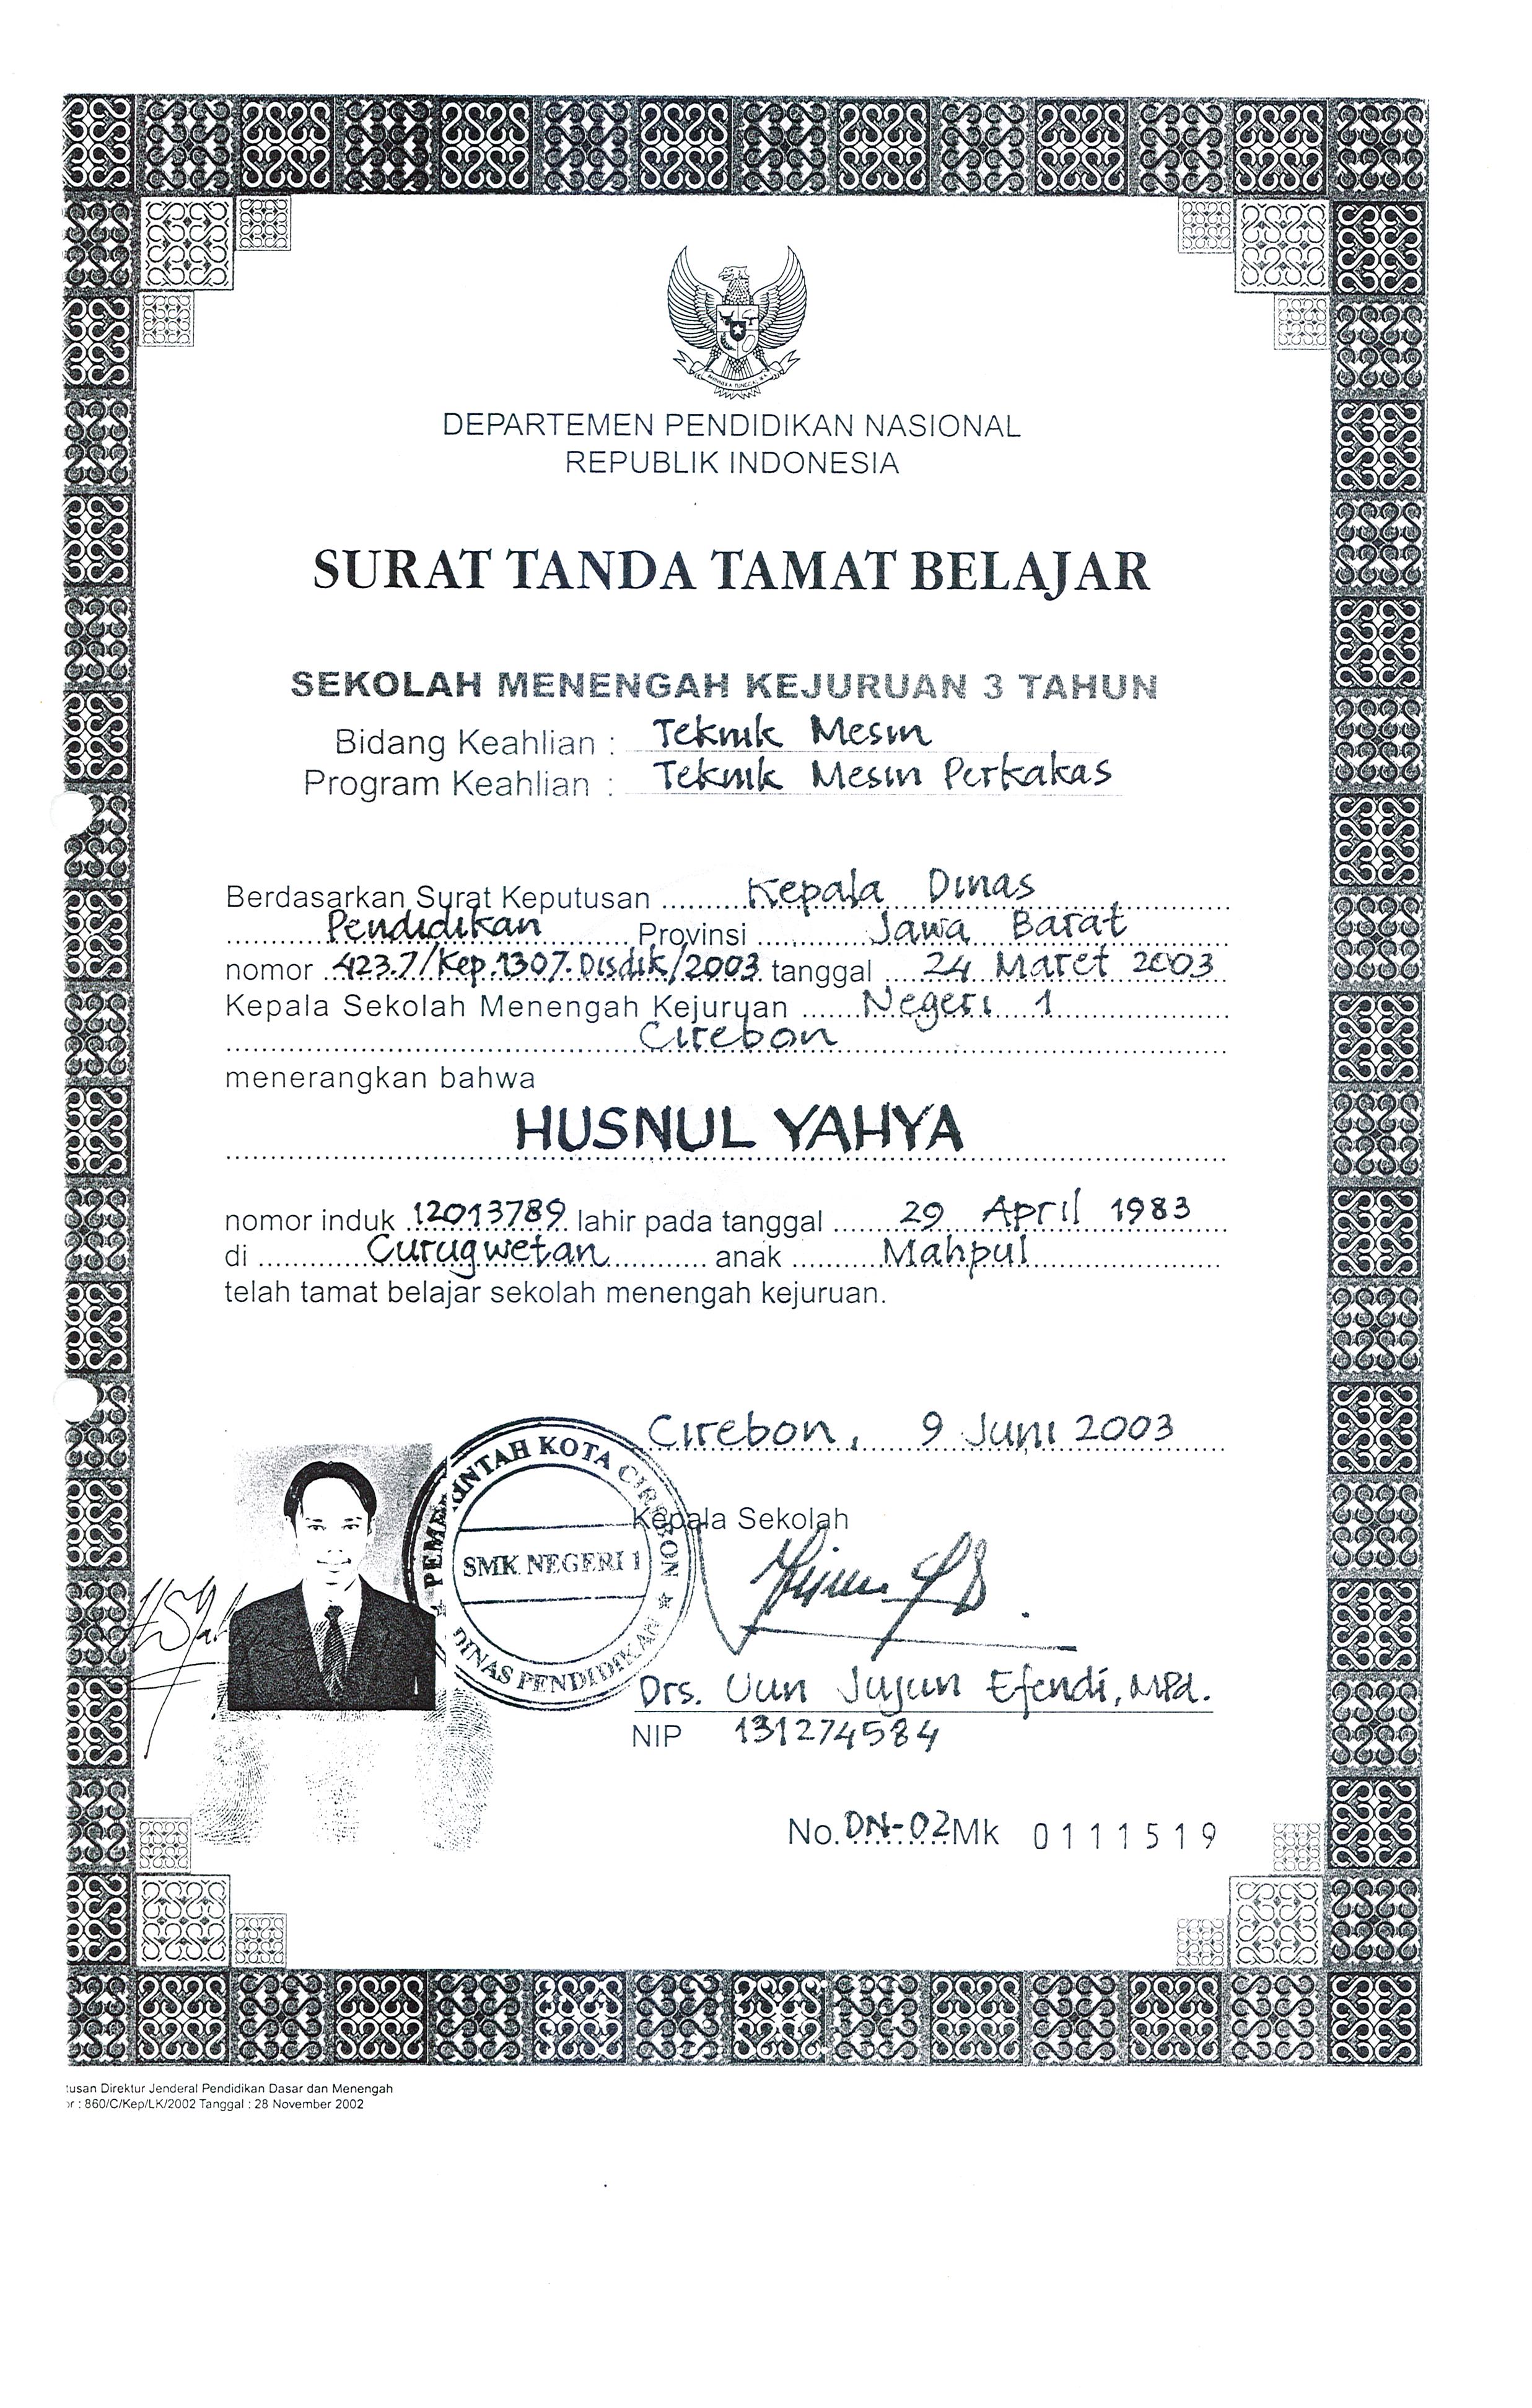 DEPARTEMEN PENDIDIKAN NASIONAL
REPUBLIK INDONESIA
SURAT TANDA TAMAT BELAJAR
SEKOLAH MENENGAH KEJURUAN 3 TAHUN
Bidang Keahlian : Teknik Mesin
Program Keahlian : Teknik Mesin Perkakas
Berdasarkan Surat Keputusan Kepala Dinas
Pendidikan Provinsi Jawa Barat
nomor 423.7/Kep.1307.Disdik/2003 tanggal 24 Maret 2003
Kepala Sekolah Menengah Kejuruan Negeri 1
Cirebon
menerangkan bahwa
HUSNUL YAHYA
nomor induk 12013789 lahir pada tanggal 29 April 1983
di Curugwetan anak Mahpul
telah tamat belajar sekolah menengah kejuruan.
Cirebon, 9 Juni 2003
PEMERINTAH KOTA CIREBON
SMK NEGERI 1
DINAS PENDIDIKAN
Kepala Sekolah
Drs. Uun Jujun Efendi, MPd.
NIP 131274584
No. DN-02 Mk 0111519
tusan Direktur Jenderal Pendidikan Dasar dan Menengah
or : 860/C/Kep/LK/2002 Tanggal : 28 November 2002